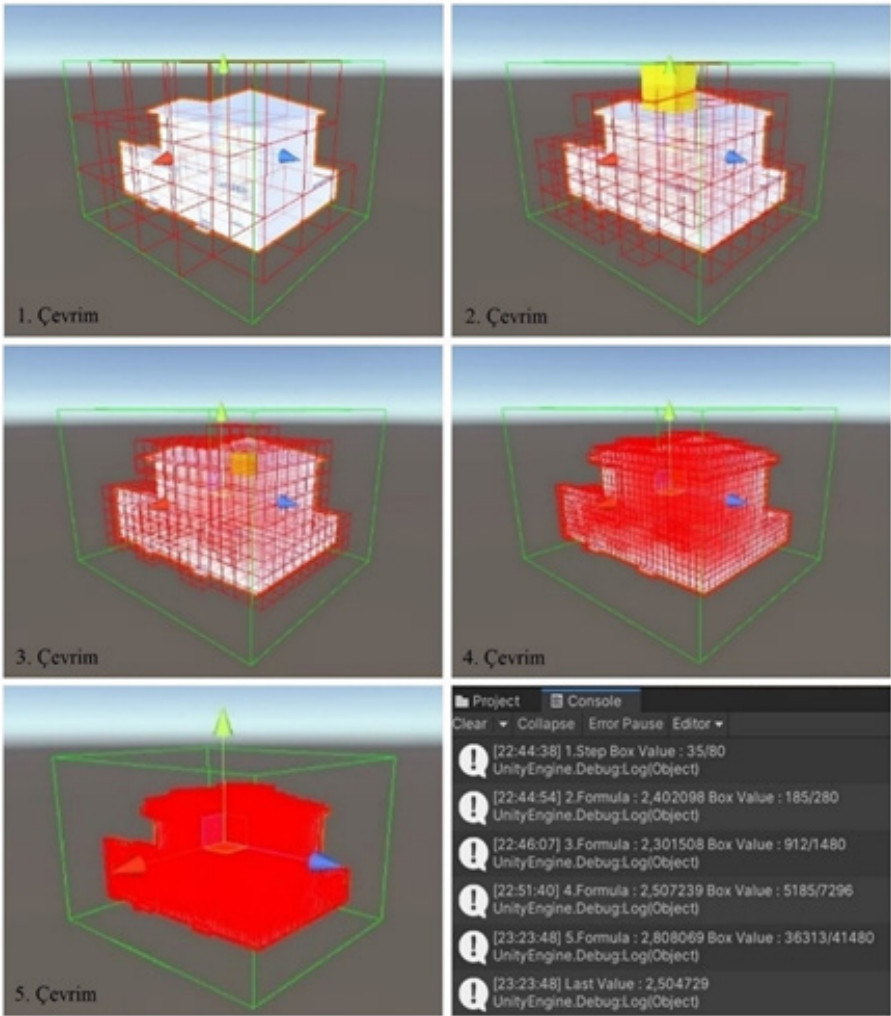 1. Çevrim
2. Çevrim
3. Çevrim
4. Çevrim
5. Çevrim
Project Console
Clear Collapse Error Pause Editor
[22:44:38] 1.Step Box Value : 35/80
UnityEngine.Debug:Log(Object)
[22:44:54] 2.Formula : 2,402098 Box Value : 185/280
UnityEngine.Debug:Log(Object)
[22:46:07] 3.Formula : 2,301508 Box Value : 912/1480
UnityEngine.Debug:Log(Object)
[22:51:40] 4.Formula : 2,507239 Box Value : 5185/7296
UnityEngine.Debug:Log(Object)
[23:23:48] 5.Formula : 2,808069 Box Value : 36313/41480
UnityEngine.Debug:Log(Object)
[23:23:48] Last Value : 2,504729
UnityEngine.Debug:Log(Object)